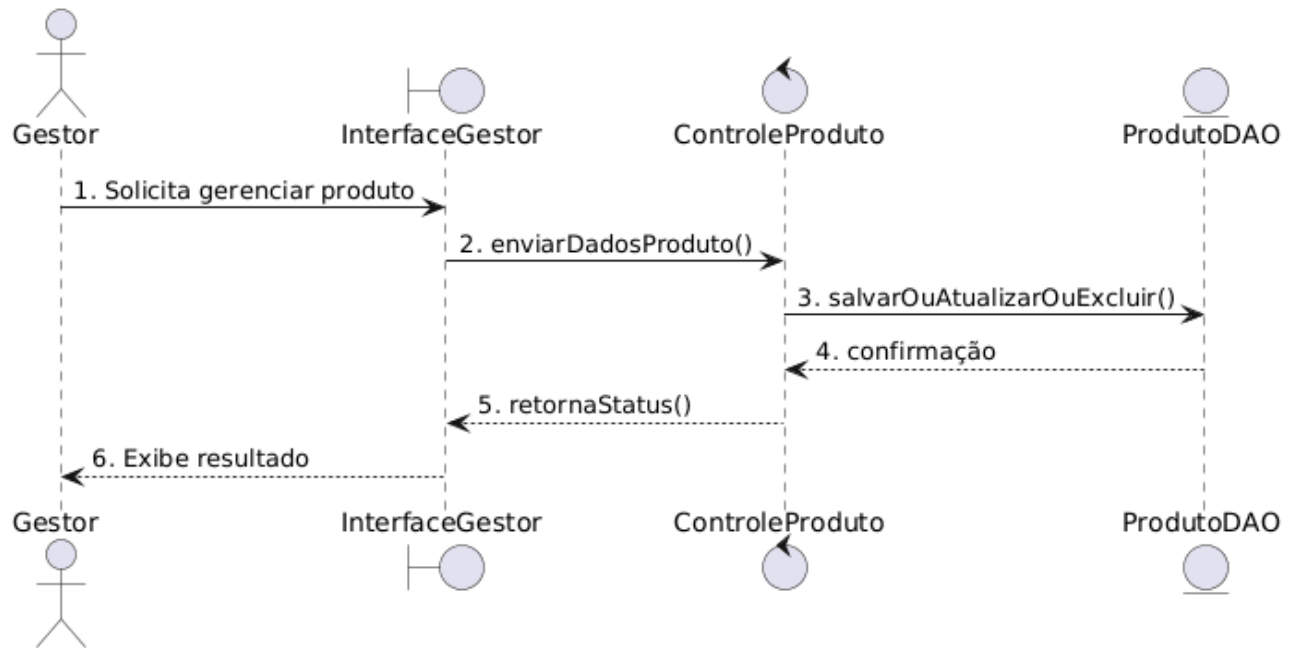 Gestor
InterfaceGestor
ControleProduto
ProdutoDAO
1. Solicita gerenciar produto
2. enviarDadosProduto()
3. salvarOuAtualizarOuExcluir()
4. confirmação
5. retornaStatus()
6. Exibe resultado
Gestor
InterfaceGestor
ControleProduto
ProdutoDAO